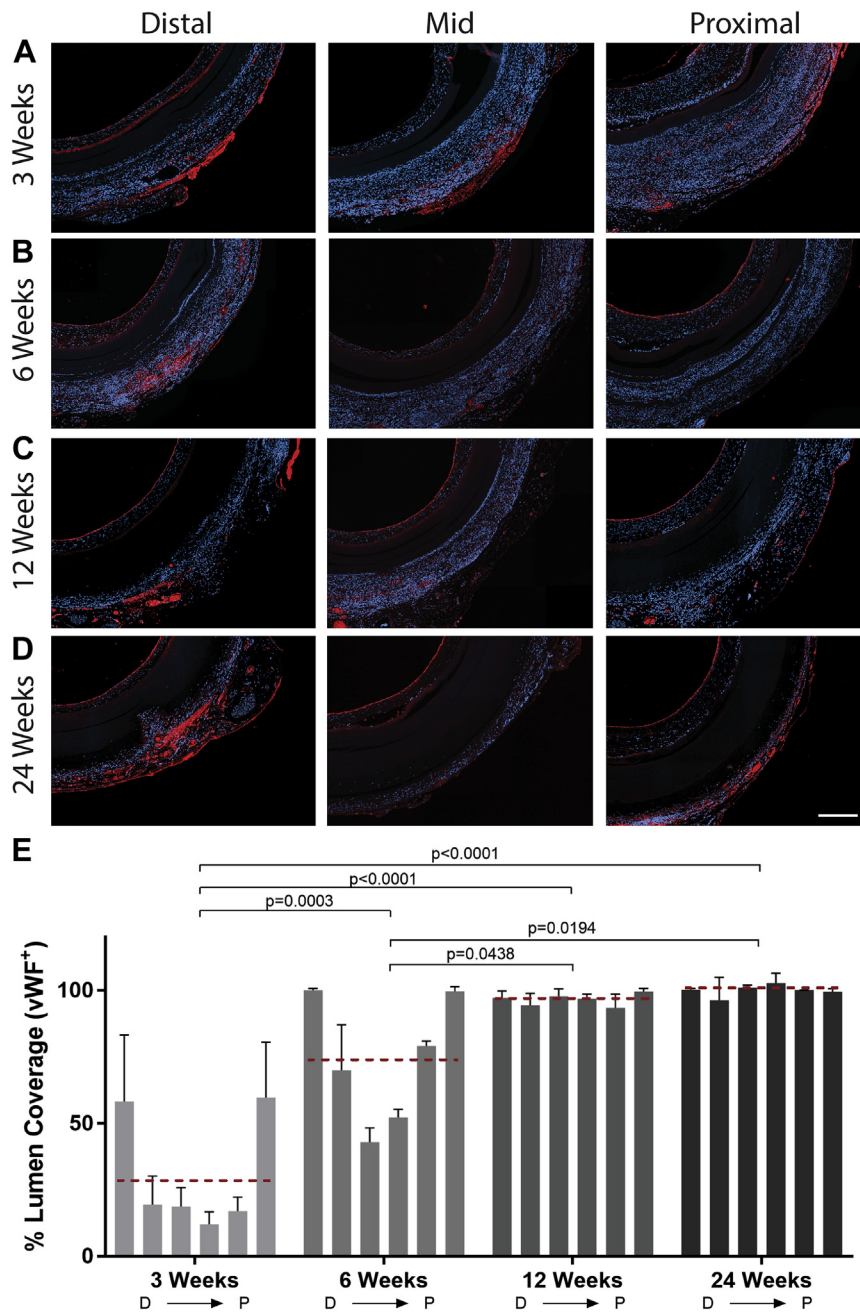 Distal Mid Proximal
A
3 Weeks
B
6 Weeks
C
12 Weeks
D
24 Weeks
E
p<0.0001
p<0.0001
p=0.0003
p=0.0194
p=0.0438
% Lumen Coverage (vWF⁺)
100
50
0
3 Weeks 6 Weeks 12 Weeks 24 Weeks
D → P D → P D → P D → P